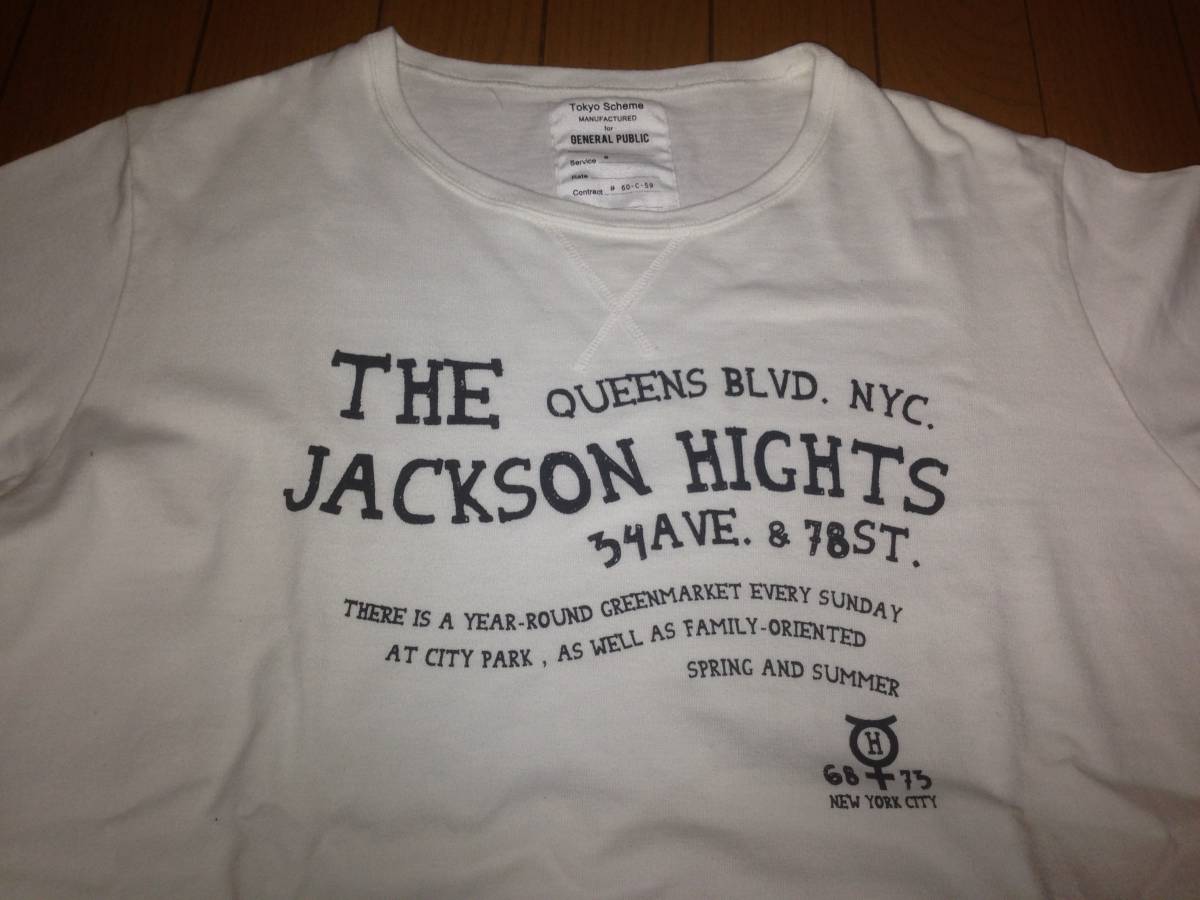 Tokyo Scheme
MANUFACTURED
for
GENERAL PUBLIC
Service
Rate
Contract # 60-C-59
THE QUEENS BLVD. NYC.
JACKSON HIGHTS
34AVE. & 78ST.
THERE IS A YEAR-ROUND GREENMARKET EVERY SUNDAY
AT CITY PARK , AS WELL AS FAMILY-ORIENTED
SPRING AND SUMMER
H
68 75
NEW YORK CITY